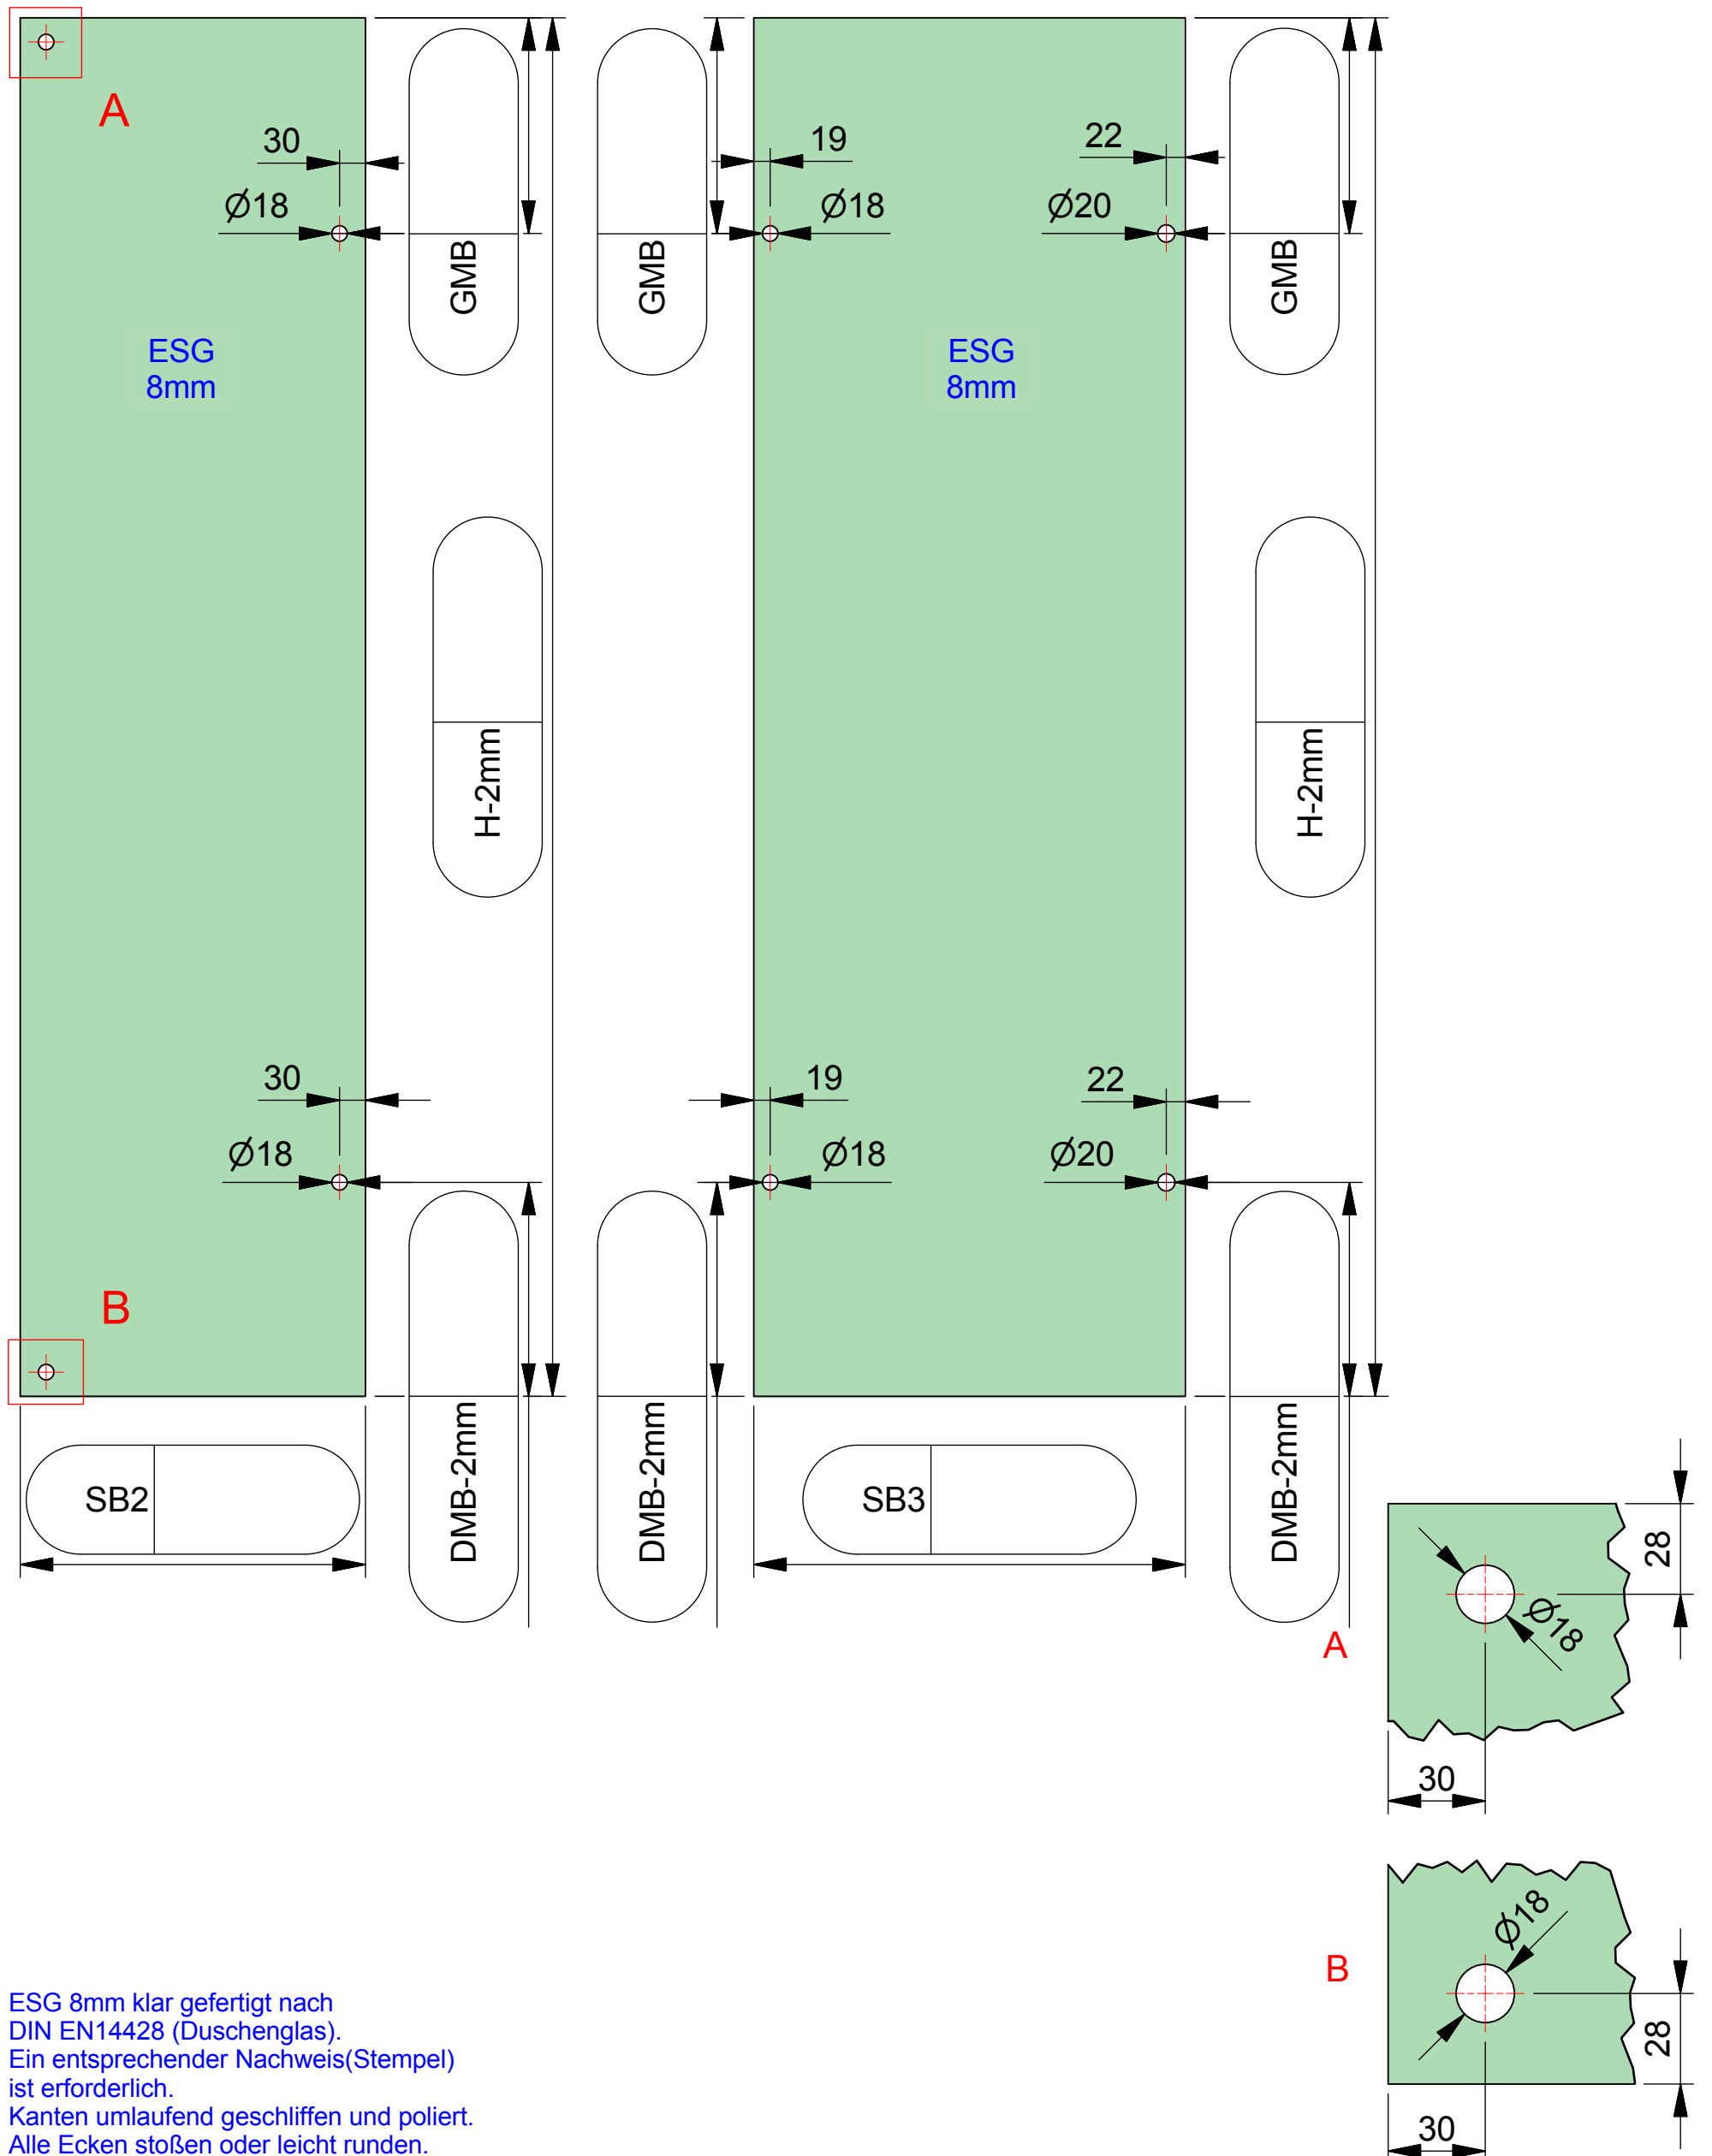 A
30
19
22
Ø18
Ø18
Ø20
GMB
GMB
GMB
ESG
8mm
ESG
8mm
H-2mm
H-2mm
30
19
22
Ø18
Ø18
Ø20
B
DMB-2mm
DMB-2mm
DMB-2mm
SB2
SB3
28
Ø18
A
30
Ø18
B
28
30
ESG 8mm klar gefertigt nach
DIN EN14428 (Duschenglas).
Ein entsprechender Nachweis(Stempel)
ist erforderlich.
Kanten umlaufend geschliffen und poliert.
Alle Ecken stoßen oder leicht runden.